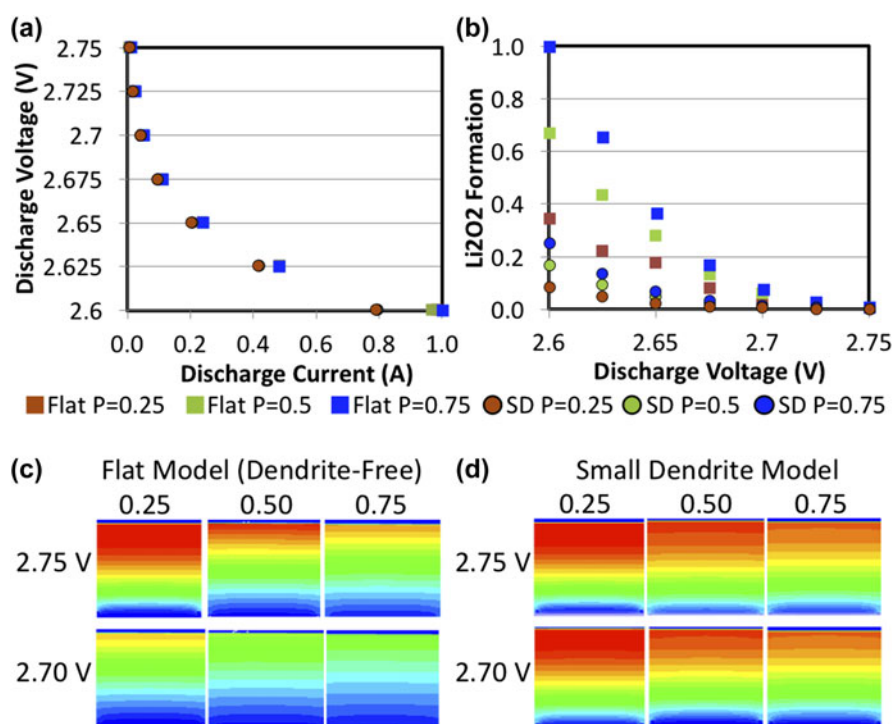 (a)
Discharge Voltage (V)
2.75
2.725
2.7
2.675
2.65
2.625
2.6
0.0 0.2 0.4 0.6 0.8 1.0
Discharge Current (A)
(b)
Li2O2 Formation
1.0
0.8
0.6
0.4
0.2
0.0
2.6 2.65 2.7 2.75
Discharge Voltage (V)
Flat P=0.25 Flat P=0.5 Flat P=0.75 SD P=0.25 SD P=0.5 SD P=0.75
(c) Flat Model (Dendrite-Free)
0.25 0.50 0.75
2.75 V
2.70 V
(d) Small Dendrite Model
0.25 0.50 0.75
2.75 V
2.70 V